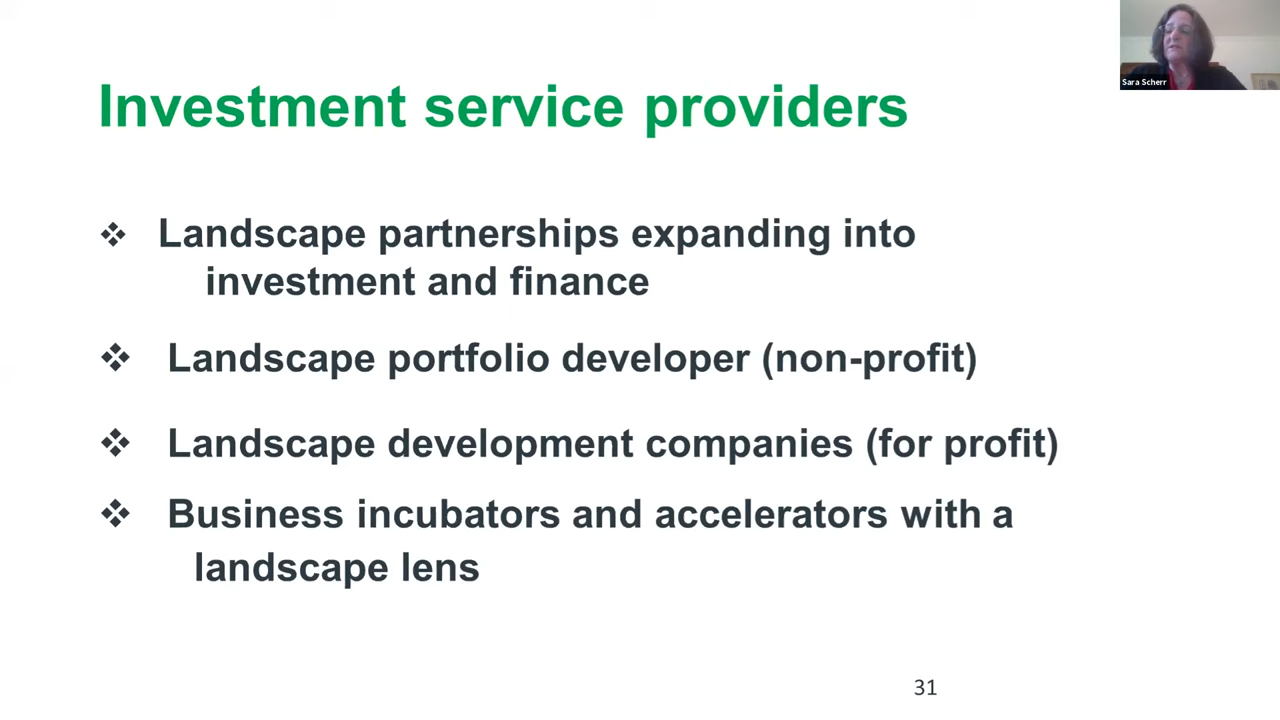 Sara Scherr
Investment service providers
❖ Landscape partnerships expanding into
investment and finance
❖ Landscape portfolio developer (non-profit)
❖ Landscape development companies (for profit)
❖ Business incubators and accelerators with a
landscape lens
31